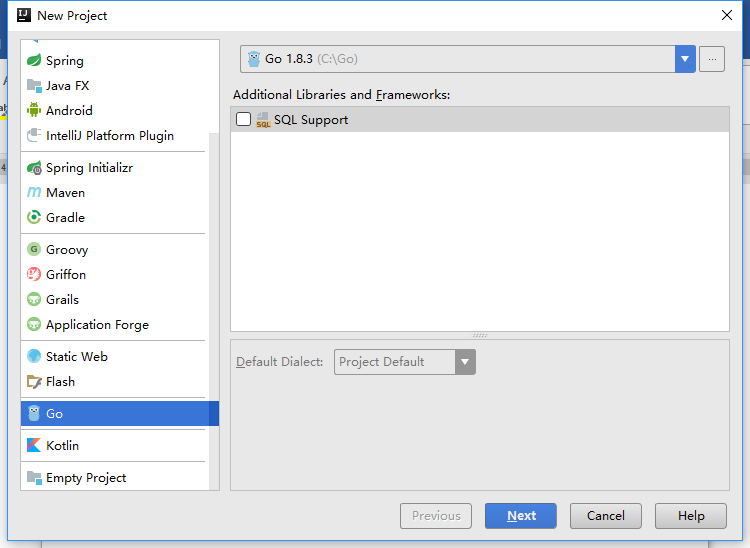 New Project
Spring
Java FX
Android
IntelliJ Platform Plugin
Spring Initializr
Maven
Gradle
Groovy
Griffon
Grails
Application Forge
Static Web
Flash
Go
Kotlin
Empty Project
Go 1.8.3 (C:\Go)
...
Additional Libraries and Frameworks:
SQL Support
Default Dialect: Project Default
Previous Next Cancel Help